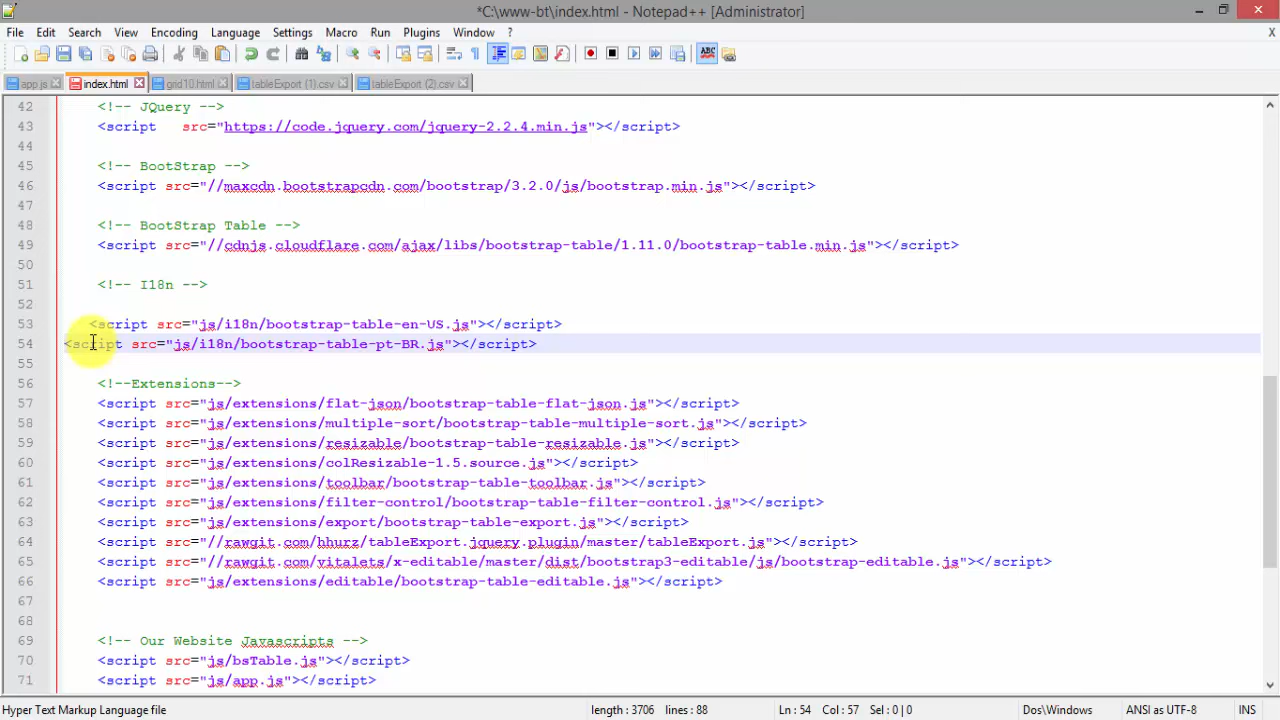 *C:\www-bt\index.html - Notepad++ [Administrator]
File Edit Search View Encoding Language Settings Macro Run Plugins Window ? X
app.js index.html grid10.html tableExport (1).csv tableExport (2).csv
42 <!-- JQuery -->
43 <script   src="https://code.jquery.com/jquery-2.2.4.min.js"></script>
44
45 <!-- BootStrap -->
46 <script src="//maxcdn.bootstrapcdn.com/bootstrap/3.2.0/js/bootstrap.min.js"></script>
47
48 <!-- BootStrap Table -->
49 <script src="//cdnjs.cloudflare.com/ajax/libs/bootstrap-table/1.11.0/bootstrap-table.min.js"></script>
50
51 <!-- I18n -->
52
53 <script src="js/i18n/bootstrap-table-en-US.js"></script>
54 <script src="js/i18n/bootstrap-table-pt-BR.js"></script>
55
56 <!--Extensions-->
57 <script src="js/extensions/flat-json/bootstrap-table-flat-json.js"></script>
58 <script src="js/extensions/multiple-sort/bootstrap-table-multiple-sort.js"></script>
59 <script src="js/extensions/resizable/bootstrap-table-resizable.js"></script>
60 <script src="js/extensions/colResizable-1.5.source.js"></script>
61 <script src="js/extensions/toolbar/bootstrap-table-toolbar.js"></script>
62 <script src="js/extensions/filter-control/bootstrap-table-filter-control.js"></script>
63 <script src="js/extensions/export/bootstrap-table-export.js"></script>
64 <script src="//rawgit.com/hhurz/tableExport.jquery.plugin/master/tableExport.js"></script>
65 <script src="//rawgit.com/vitalets/x-editable/master/dist/bootstrap3-editable/js/bootstrap-editable.js"></script>
66 <script src="js/extensions/editable/bootstrap-table-editable.js"></script>
67
68
69 <!-- Our Website Javascripts -->
70 <script src="js/bsTable.js"></script>
71 <script src="js/app.js"></script>
Hyper Text Markup Language file length : 3706 lines : 88 Ln : 54 Col : 57 Sel : 0 | 0 Dos\Windows ANSI as UTF-8 INS